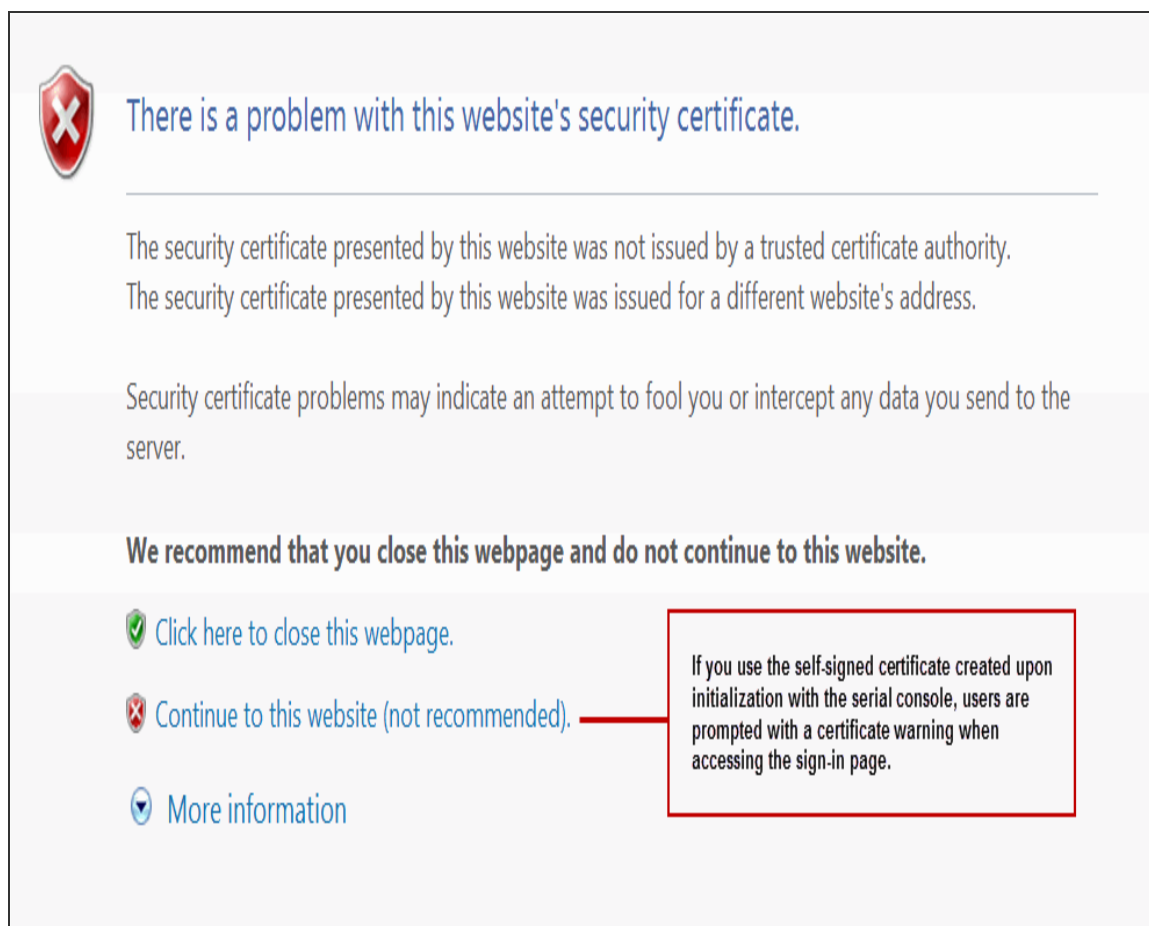 There is a problem with this website's security certificate.
The security certificate presented by this website was not issued by a trusted certificate authority.
The security certificate presented by this website was issued for a different website's address.
Security certificate problems may indicate an attempt to fool you or intercept any data you send to the
server.
We recommend that you close this webpage and do not continue to this website.
Click here to close this webpage.
Continue to this website (not recommended).
If you use the self-signed certificate created upon
initialization with the serial console, users are
prompted with a certificate warning when
accessing the sign-in page.
More information